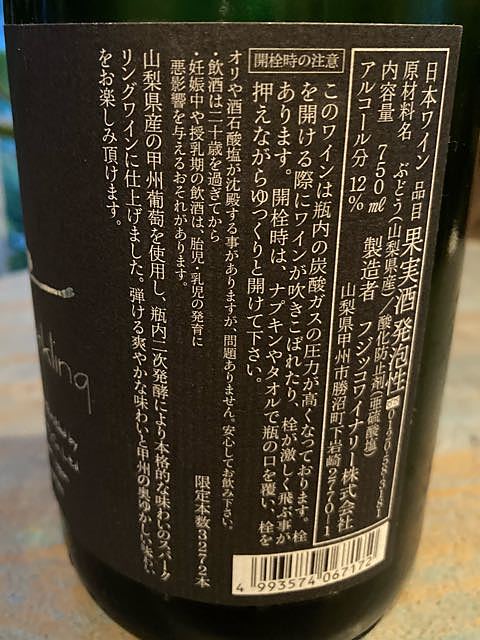 日本ワイン 品目 果実酒 発泡性①
原材料名 ぶどう(山梨県産)/酸化防止剤(亜硫酸塩)
内容量 750ml 製造者 フジッコワイナリー株式会社
アルコール分 12% 山梨県甲州市勝沼町下岩崎2770-1
開栓時の注意
このワインは瓶内の炭酸ガスの圧力が高くなっております。栓
を開ける際にワインが吹きこぼれたり、栓が激しく飛ぶ事が
あります。開栓時は、ナプキンやタオルで瓶の口を覆い、栓を
押えながらゆっくりと開けて下さい。
オリや酒石酸塩が沈殿する事がありますが、問題ありません。安心してお飲み下さい。
・飲酒は二十歳を過ぎてから
・妊娠中や授乳期の飲酒は、胎児・乳児の発育に
悪影響を与えるおそれがあります。
限定本数3272本
山梨県産の甲州葡萄を使用し、瓶内二次発酵により本格的な味わいのスパーク
リングワインに仕上げました。弾ける爽やかな味わいと甲州の奥ゆかしい味わい
をお楽しみ頂けます。
4 993574 067172